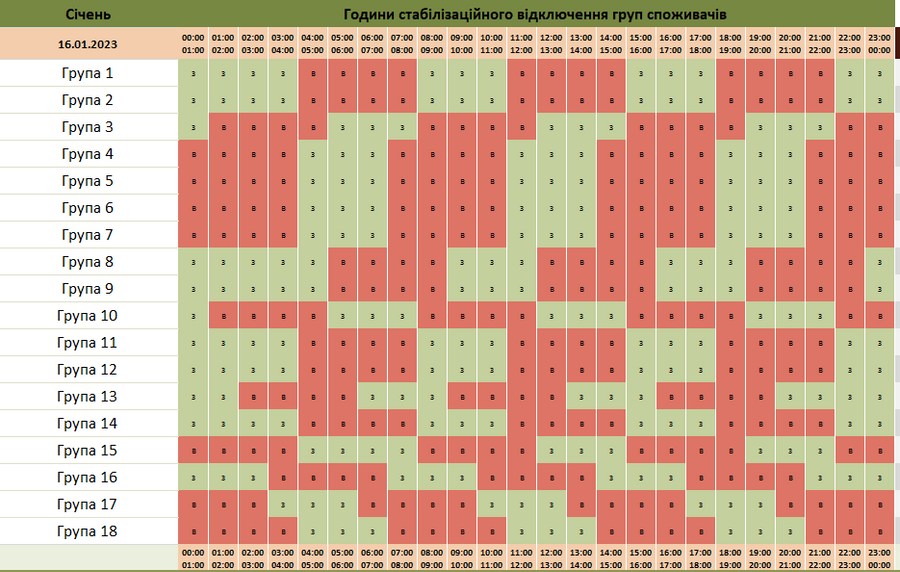 Січень Години стабілізаційного відключення груп споживачів
16.01.2023 00:00 01:00 02:00 03:00 04:00 05:00 06:00 07:00 08:00 09:00 10:00 11:00 12:00 13:00 14:00 15:00 16:00 17:00 18:00 19:00 20:00 21:00 22:00 23:00
01:00 02:00 03:00 04:00 05:00 06:00 07:00 08:00 09:00 10:00 11:00 12:00 13:00 14:00 15:00 16:00 17:00 18:00 19:00 20:00 21:00 22:00 23:00 00:00
Група 1 З З З З В В В В З З З В В В В З З З В В В В З З
Група 2 З З З З В В В В З З З В В В В З З З В В В В З З
Група 3 З В В В В З З З В В В В З З З В В В В З З З В В
Група 4 В В В В З З З В В В В З З З В В В В З З З В В В
Група 5 В В В В З З З В В В В З З З В В В В З З З В В В
Група 6 В В В В З З З В В В В З З З В В В В З З З В В В
Група 7 В В В В З З З В В В В З З З В В В В З З З В В В
Група 8 З З З З З В В В В З З З В В В В З З З В В В В З
Група 9 З З З З З В В В В З З З В В В В З З З В В В В З
Група 10 З В В В В З З З В В В В З З З В В В В З З З В В
Група 11 З З З З В В В В З З З В В В В З З З В В В В З З
Група 12 З З З З В В В В З З З В В В В З З З В В В В З З
Група 13 З З В В В В З З З В В В В З З З В В В В З З З З
Група 14 З З З З В В В В З З З В В В В З З З В В В В З З
Група 15 В В В В З З З З В В В В З З З В В В В З З З В В
Група 16 З З З В В В В З З З В В В В З З З В В В В З З З
Група 17 В В В З З З В В В В З З З В В В В З З З В В В В
Група 18 В В В В З З З В В В В З З З В В В В З З З В В В
00:00 01:00 02:00 03:00 04:00 05:00 06:00 07:00 08:00 09:00 10:00 11:00 12:00 13:00 14:00 15:00 16:00 17:00 18:00 19:00 20:00 21:00 22:00 23:00
01:00 02:00 03:00 04:00 05:00 06:00 07:00 08:00 09:00 10:00 11:00 12:00 13:00 14:00 15:00 16:00 17:00 18:00 19:00 20:00 21:00 22:00 23:00 00:00